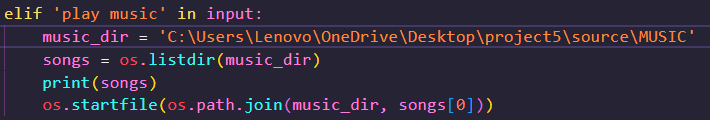 elif 'play music' in input:
music_dir = 'C:\Users\Lenovo\OneDrive\Desktop\project5\source\MUSIC'
songs = os.listdir(music_dir)
print(songs)
os.startfile(os.path.join(music_dir, songs[0]))